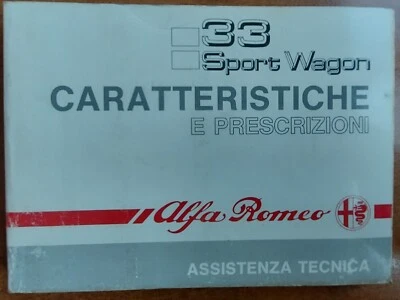 33
Sport Wagon
CARATTERISTICHE
E PRESCRIZIONI
Alfa Romeo
ASSISTENZA TECNICA